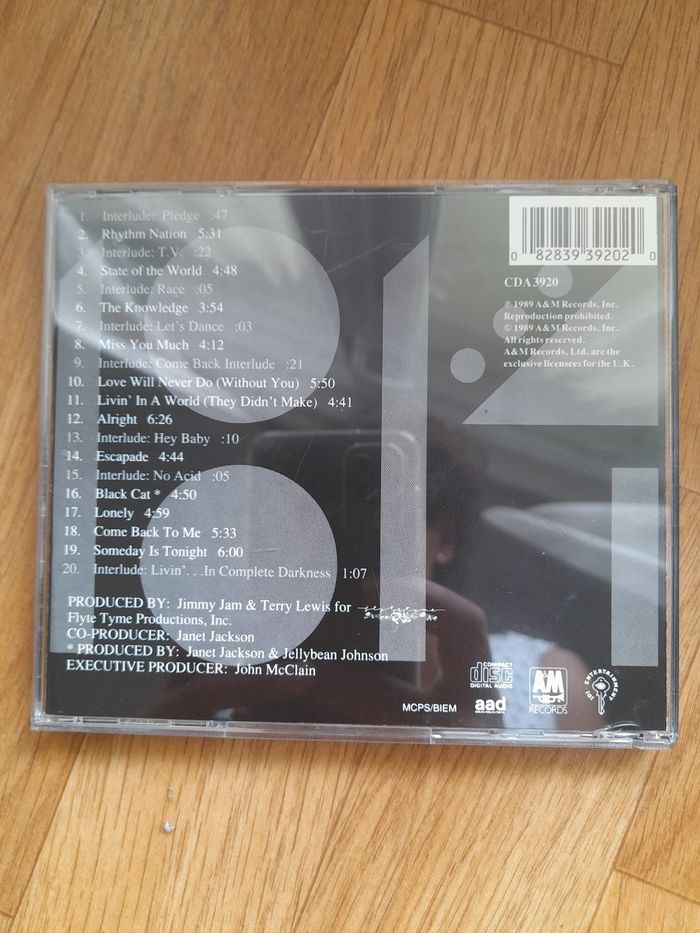 1. Interlude: Pledge :47
2. Rhythm Nation 5:31
3. Interlude: T.V. :22
4. State of the World 4:48
5. Interlude: Race :05
6. The Knowledge 3:54
7. Interlude: Let's Dance :03
8. Miss You Much 4:12
9. Interlude: Come Back Interlude :21
10. Love Will Never Do (Without You) 5:50
11. Livin' In A World (They Didn't Make) 4:41
12. Alright 6:26
13. Interlude: Hey Baby :10
14. Escapade 4:44
15. Interlude: No Acid :05
16. Black Cat * 4:50
17. Lonely 4:59
18. Come Back To Me 5:33
19. Someday Is Tonight 6:00
20. Interlude: Livin'. . .In Complete Darkness 1:07
PRODUCED BY: Jimmy Jam & Terry Lewis for
Flyte Tyme Productions, Inc.
CO-PRODUCER: Janet Jackson
* PRODUCED BY: Janet Jackson & Jellybean Johnson
EXECUTIVE PRODUCER: John McClain
0 82839 39202 0
CDA 3920
℗ 1989 A&M Records, Inc.
Reproduction prohibited.
© 1989 A&M Records, Inc.
All rights reserved.
A&M Records, Ltd. are the
exclusive licensees for the U.K.
MCPS/BIEM
COMPACT
disc
DIGITAL AUDIO
aad
A&M
RECORDS
JDJ ENTERTAINMENT